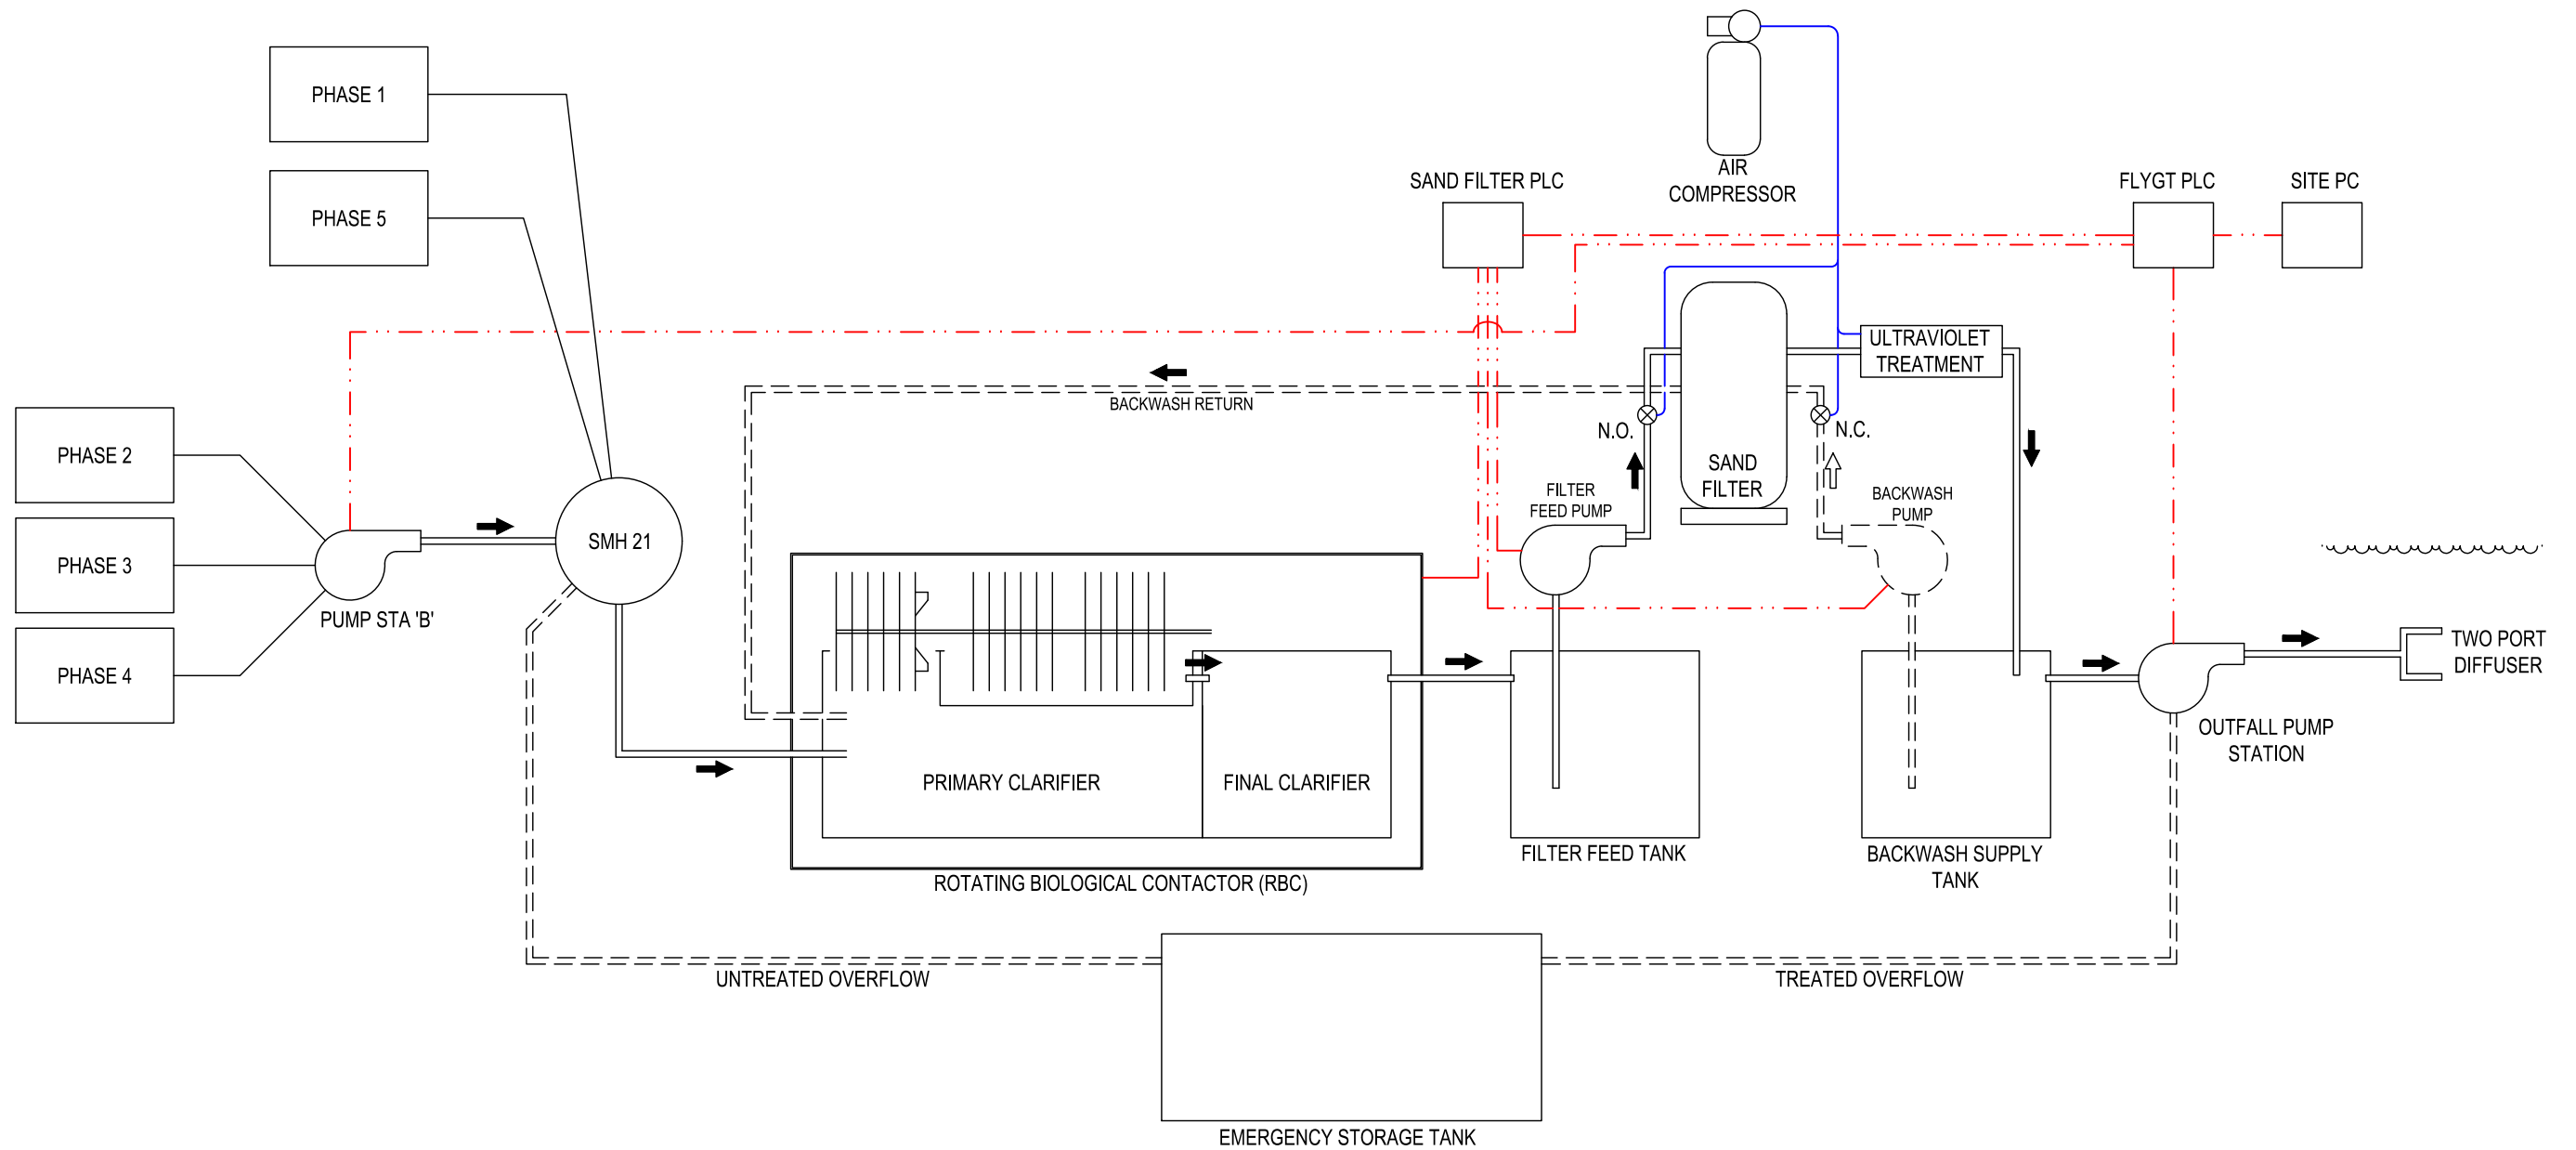 PHASE 1
PHASE 5
PHASE 2
PHASE 3
PHASE 4
PUMP STA 'B'
SMH 21
BACKWASH RETURN
SAND FILTER PLC
AIR
COMPRESSOR
FLYGT PLC
SITE PC
ULTRAVIOLET
TREATMENT
N.O.
N.C.
SAND
FILTER
FILTER
FEED PUMP
BACKWASH
PUMP
PRIMARY CLARIFIER
FINAL CLARIFIER
ROTATING BIOLOGICAL CONTACTOR (RBC)
FILTER FEED TANK
BACKWASH SUPPLY
TANK
TWO PORT
DIFFUSER
OUTFALL PUMP
STATION
UNTREATED OVERFLOW
TREATED OVERFLOW
EMERGENCY STORAGE TANK